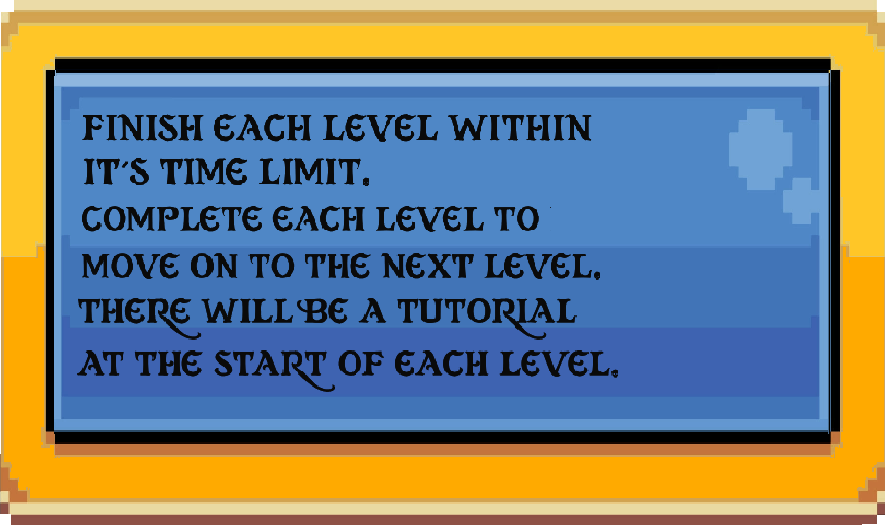 FINISH EACH LEVEL WITHIN
IT'S TIME LIMIT.
COMPLETE EACH LEVEL TO
MOVE ON TO THE NEXT LEVEL.
THERE WILL BE A TUTORIAL
AT THE START OF EACH LEVEL.